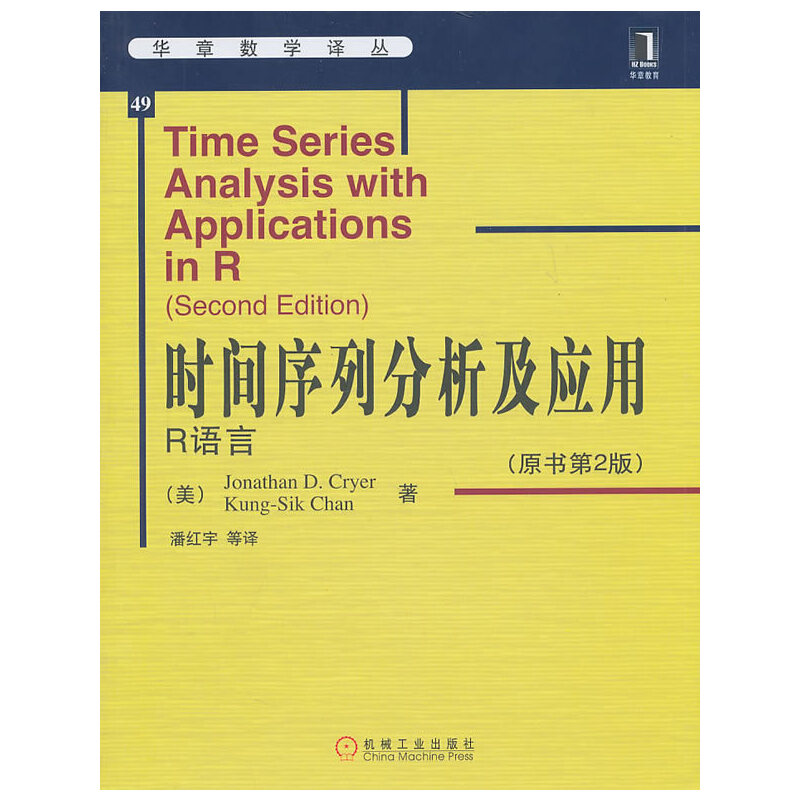 华章数学译丛
HZ Books
华章教育
49
Time Series
Analysis with
Applications
in R
(Second Edition)
时间序列分析及应用
R语言
(原书第2版)
(美) Jonathan D. Cryer
Kung-Sik Chan 著
潘红宇 等译
机械工业出版社
China Machine Press